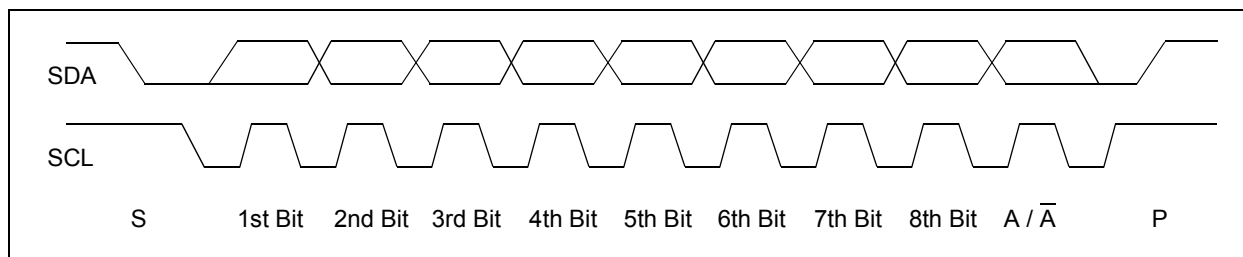 SDA
SCL
S 1st Bit 2nd Bit 3rd Bit 4th Bit 5th Bit 6th Bit 7th Bit 8th Bit A / A̅ P